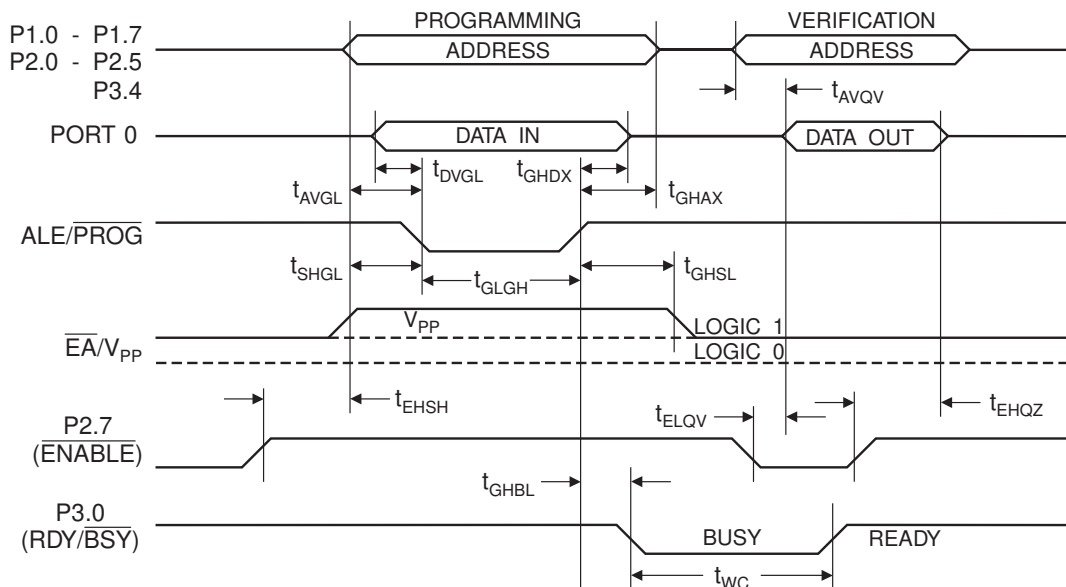 PROGRAMMING VERIFICATION
P1.0 - P1.7
P2.0 - P2.5
P3.4
ADDRESS ADDRESS
tAVQV
PORT 0 DATA IN DATA OUT
tDVGL tGHDX
tAVGL tGHAX
ALE/PROG
tSHGL tGLGH tGHSL
VPP LOGIC 1
EA/VPP LOGIC 0
tEHSH tELQV tEHQZ
P2.7
(ENABLE)
tGHBL
P3.0
(RDY/BSY) BUSY READY
tWC